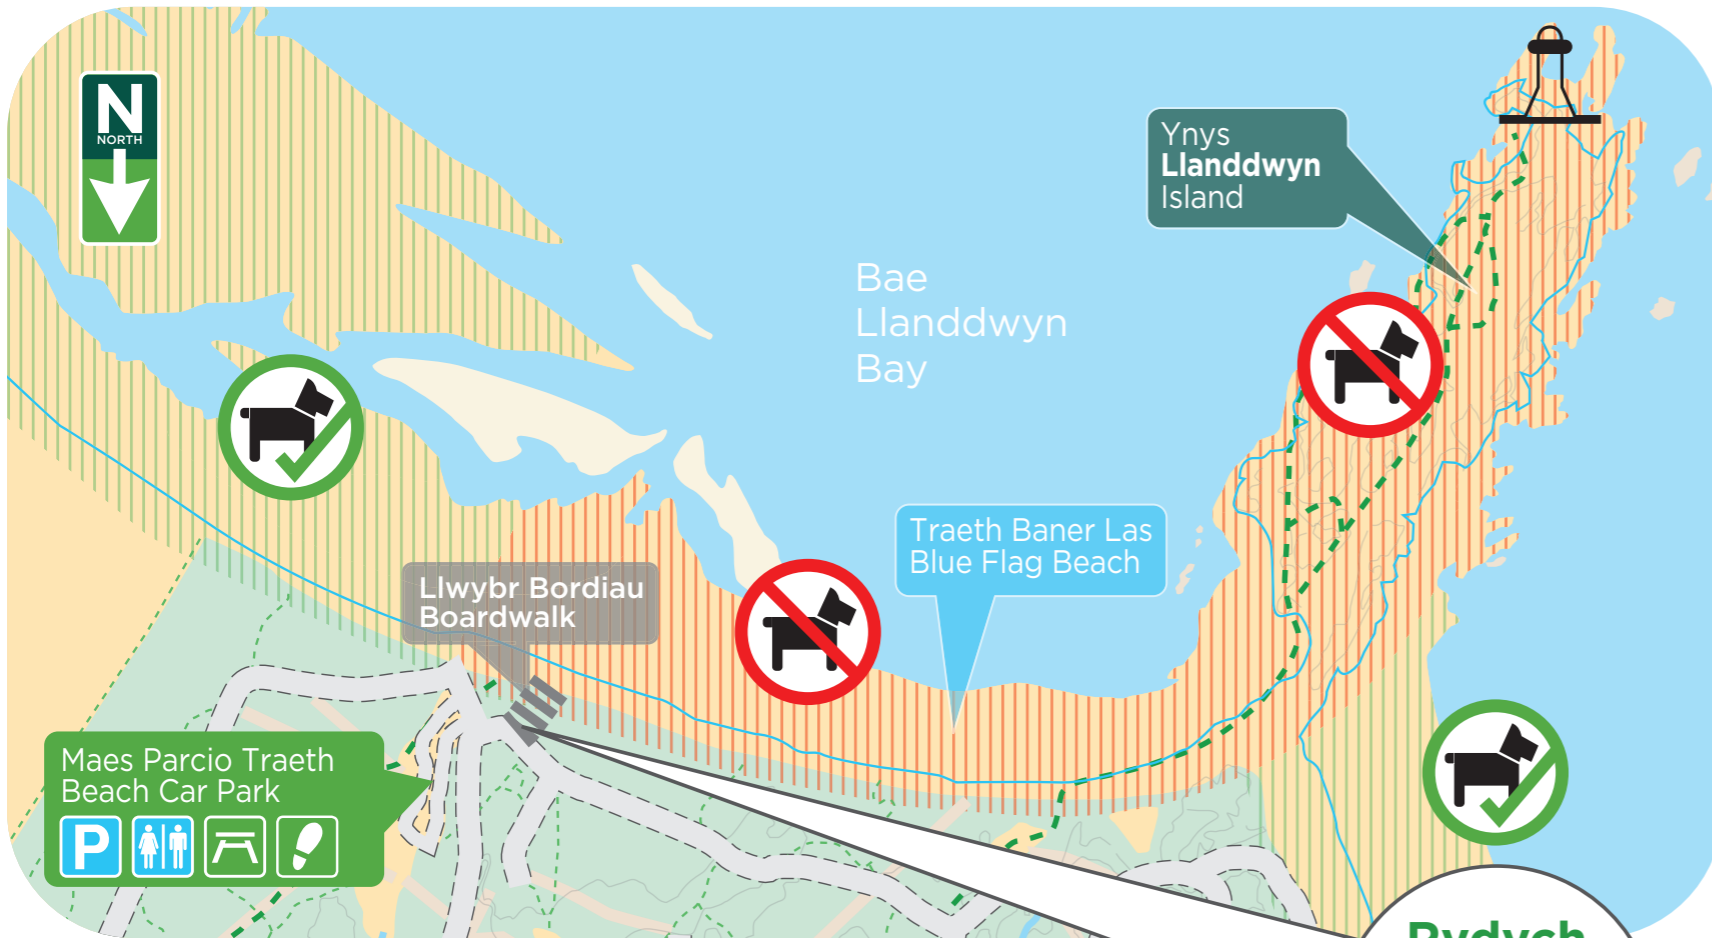 N
NORTH
Ynys
Llanddwyn
Island
Bae
Llanddwyn
Bay
Traeth Baner Las
Blue Flag Beach
Llwybr Bordiau
Boardwalk
Maes Parcio Traeth
Beach Car Park
P
Rydych